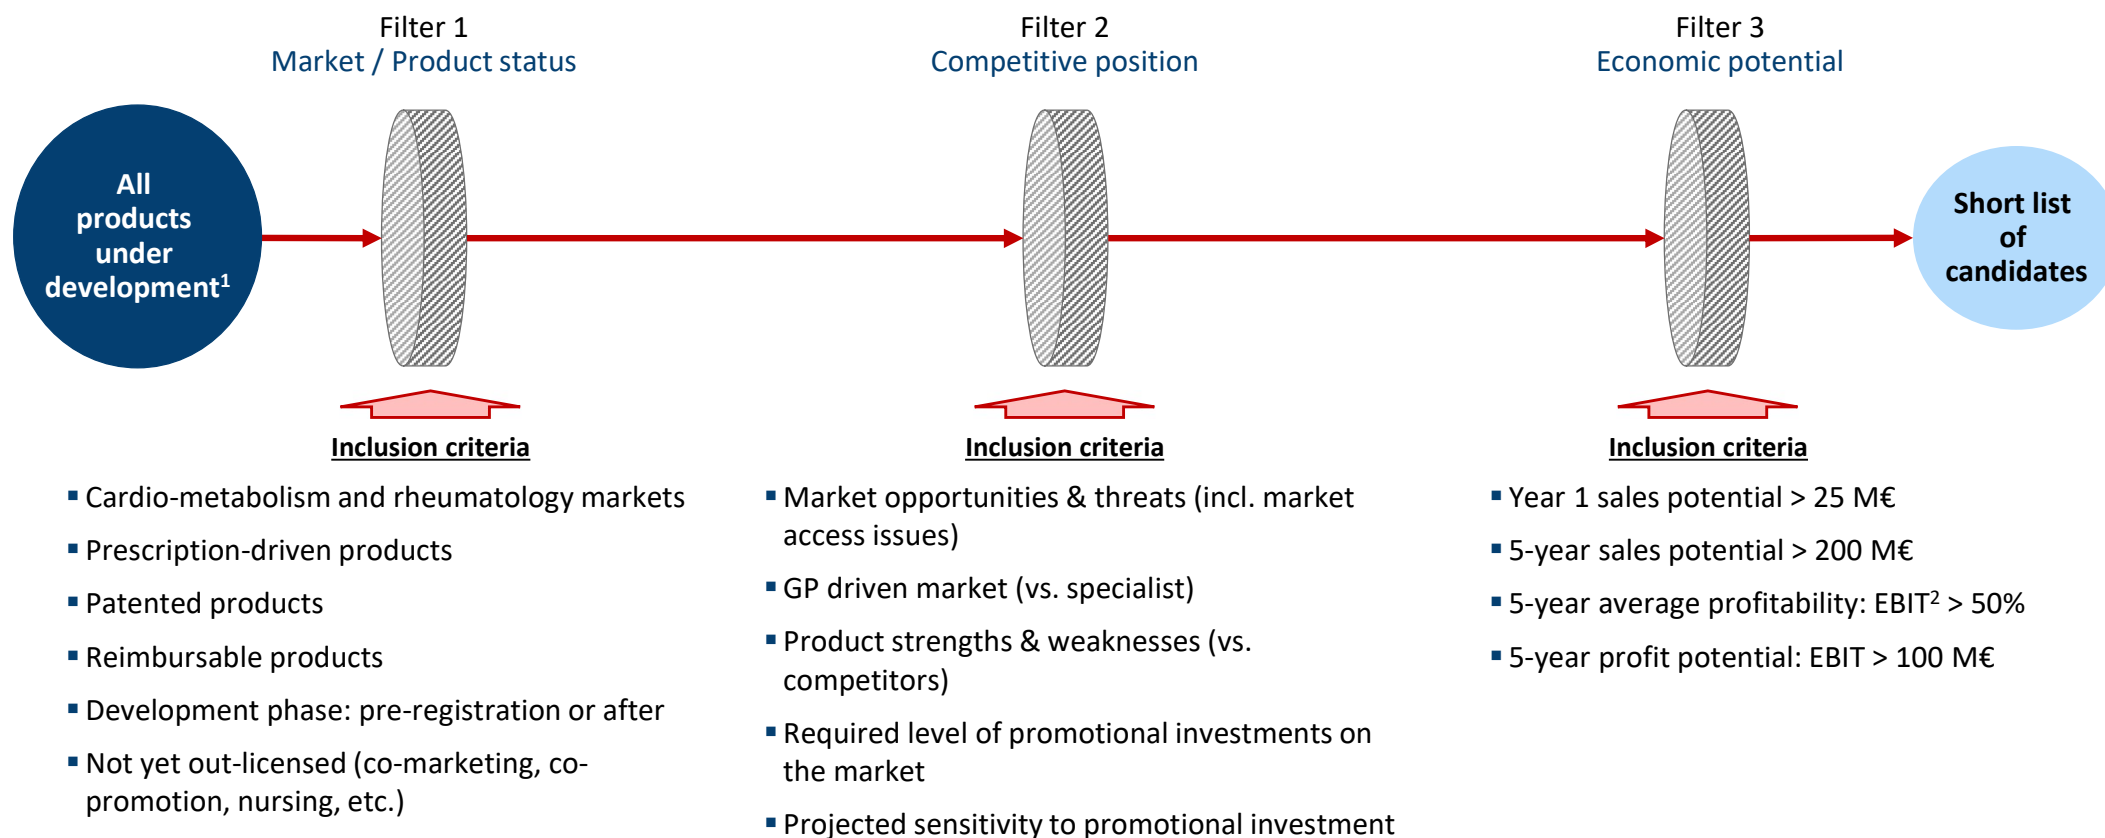 Filter 1
Market / Product status
Filter 2
Competitive position
Filter 3
Economic potential
All
products
under
development¹
Short list
of
candidates
Inclusion criteria
▪ Cardio-metabolism and rheumatology markets
▪ Prescription-driven products
▪ Patented products
▪ Reimbursable products
▪ Development phase: pre-registration or after
▪ Not yet out-licensed (co-marketing, co-
promotion, nursing, etc.)
Inclusion criteria
▪ Market opportunities & threats (incl. market
access issues)
▪ GP driven market (vs. specialist)
▪ Product strengths & weaknesses (vs.
competitors)
▪ Required level of promotional investments on
the market
▪ Projected sensitivity to promotional investment
Inclusion criteria
▪ Year 1 sales potential > 25 M€
▪ 5-year sales potential > 200 M€
▪ 5-year average profitability: EBIT² > 50%
▪ 5-year profit potential: EBIT > 100 M€